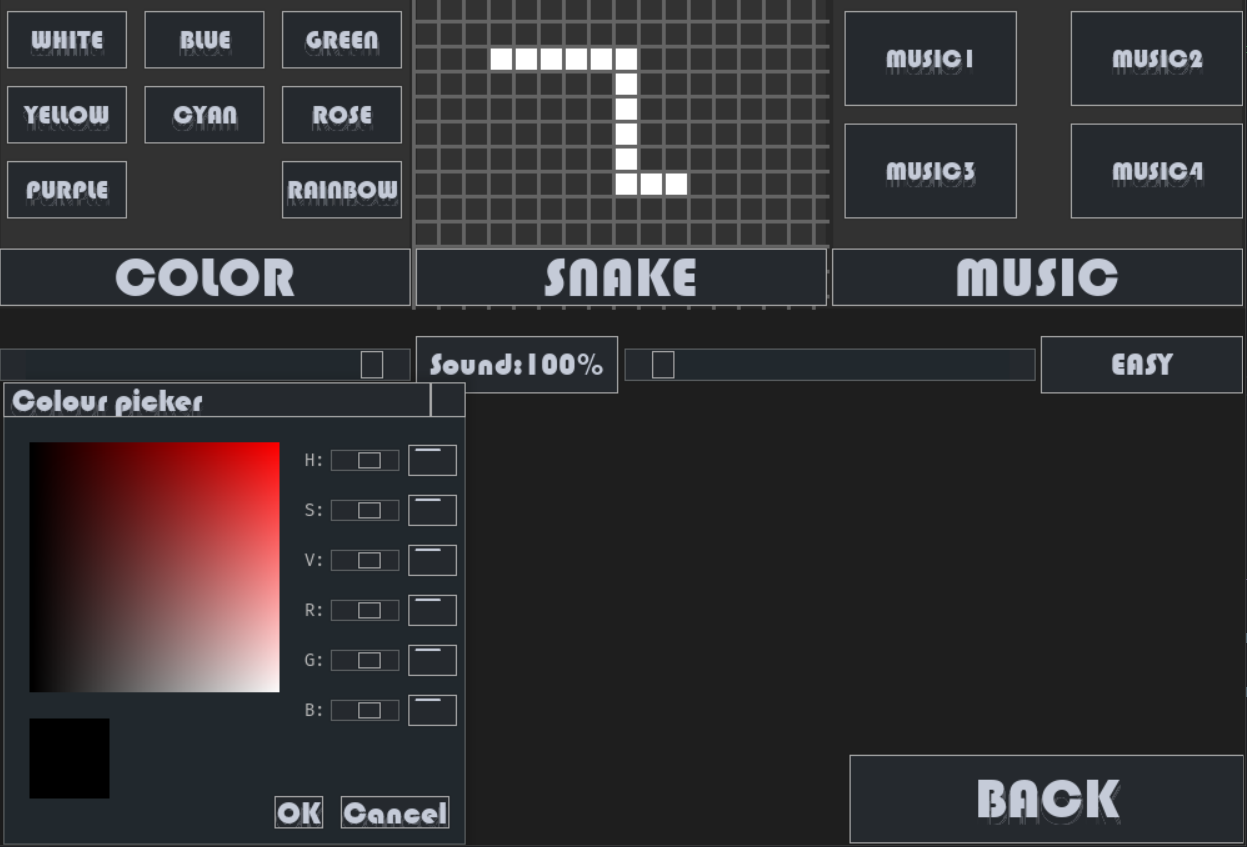 WHITE BLUE GREEN
YELLOW CYAN ROSE
PURPLE RAINBOW
COLOR
SNAKE
MUSIC1 MUSIC2
MUSIC3 MUSIC4
MUSIC
Sound:100%
EASY
Colour picker
H:
S:
V:
R:
G:
B:
OK Cancel
BACK